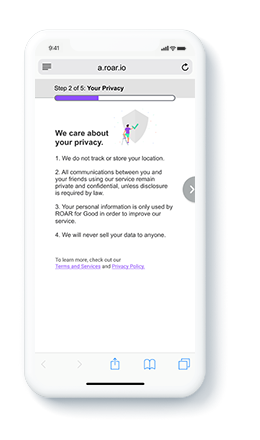 9:41
a.roar.io
Step 2 of 5: Your Privacy
We care about
your privacy.
1. We do not track or store your location.
2. All communications between you and
your friends using our service remain
private and confidential, unless disclosure
is required by law.
3. Your personal information is only used by
ROAR for Good in order to improve our
service.
4. We will never sell your data to anyone.
To learn more, check out our
Terms and Services and Privacy Policy.